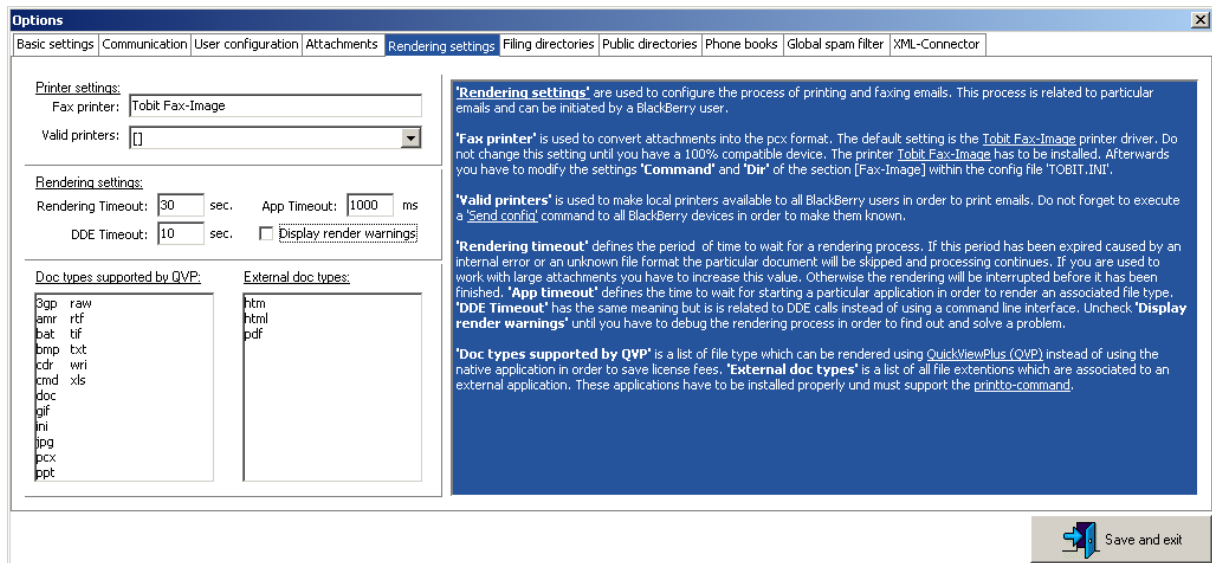 Options
Basic settings Communication User configuration Attachments Rendering settings Filing directories Public directories Phone books Global spam filter XML-Connector
Printer settings:
Fax printer: Tobit Fax-Image
Valid printers: []
Rendering settings:
Rendering Timeout: 30 sec. App Timeout: 1000 ms
DDE Timeout: 10 sec. Display render warnings
Doc types supported by QVP: External doc types:
3gp raw
amr rtf
bat tif
bmp txt
cdr wri
cmd xls
doc
gif
ini
jpg
pcx
ppt
htm
html
pdf
'Rendering settings' are used to configure the process of printing and faxing emails. This process is related to particular
emails and can be initiated by a BlackBerry user.
'Fax printer' is used to convert attachments into the pcx format. The default setting is the Tobit Fax-Image printer driver. Do
not change this setting until you have a 100% compatible device. The printer Tobit Fax-Image has to be installed. Afterwards
you have to modify the settings 'Command' and 'Dir' of the section [Fax-Image] within the config file 'TOBIT.INI'.
'Valid printers' is used to make local printers available to all BlackBerry users in order to print emails. Do not forget to execute
a 'Send config' command to all BlackBerry devices in order to make them known.
'Rendering timeout' defines the period of time to wait for a rendering process. If this period has been expired caused by an
internal error or an unknown file format the particular document will be skipped and processing continues. If you are used to
work with large attachments you have to increase this value. Otherwise the rendering will be interrupted before it has been
finished. 'App timeout' defines the time to wait for starting a particular application in order to render an associated file type.
'DDE Timeout' has the same meaning but is is related to DDE calls instead of using a command line interface. Uncheck 'Display
render warnings' until you have to debug the rendering process in order to find out and solve a problem.
'Doc types supported by QVP' is a list of file type which can be rendered using QuickViewPlus (QVP) instead of using the
native application in order to save license fees. 'External doc types' is a list of all file extentions which are associated to an
external application. These applications have to be installed properly und must support the printto-command.
Save and exit